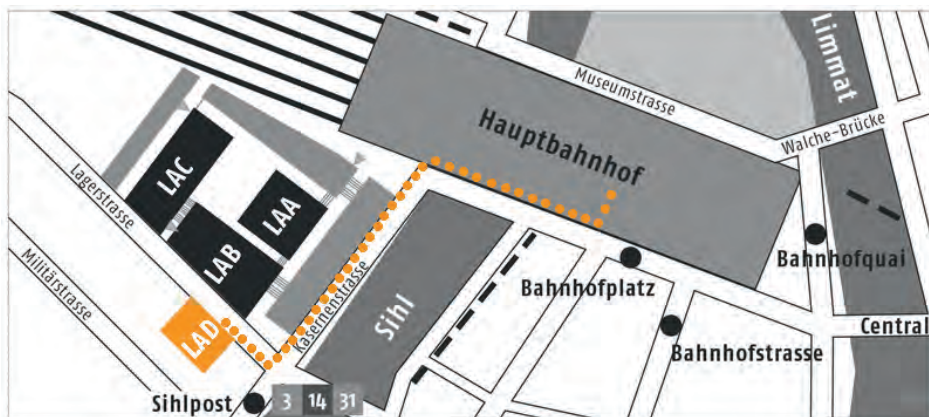 Limmat
Museumstrasse
Hauptbahnhof
Walche-Brücke
LAC
Lagerstrasse
LAA
LAB
Militärstrasse
Kasernenstrasse
Sihl
Bahnhofquai
Bahnhofplatz
LAD
Central
Bahnhofstrasse
Sihlpost
3 14 31